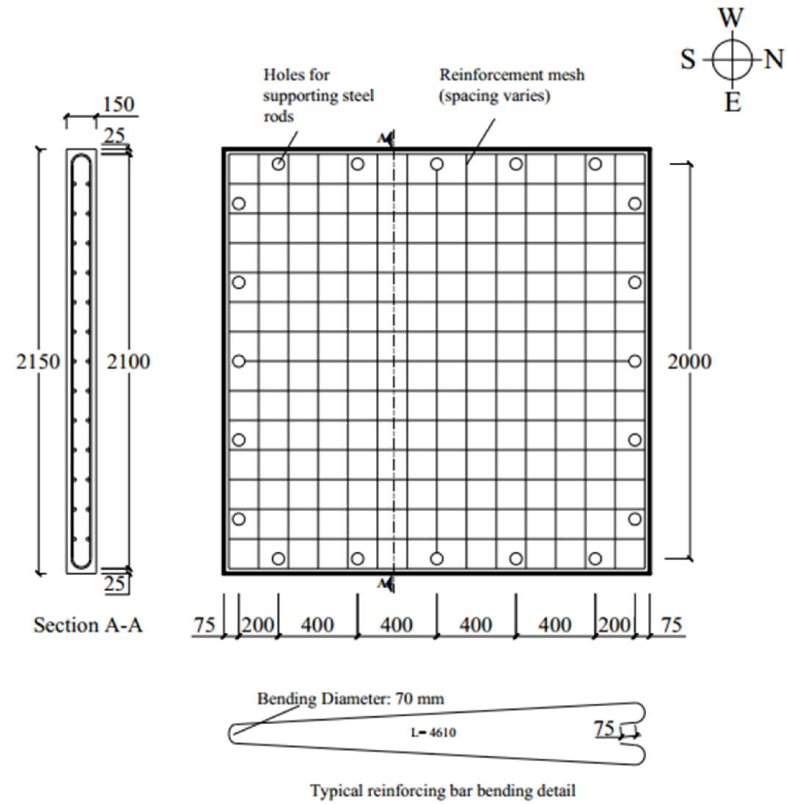 W
S
N
E
Holes for
supporting steel
rods
Reinforcement mesh
(spacing varies)
150
25
A
2150
2100
2000
25
A
Section A-A
75
200
400
400
400
400
200
75
Bending Diameter: 70 mm
L= 4610
75
Typical reinforcing bar bending detail